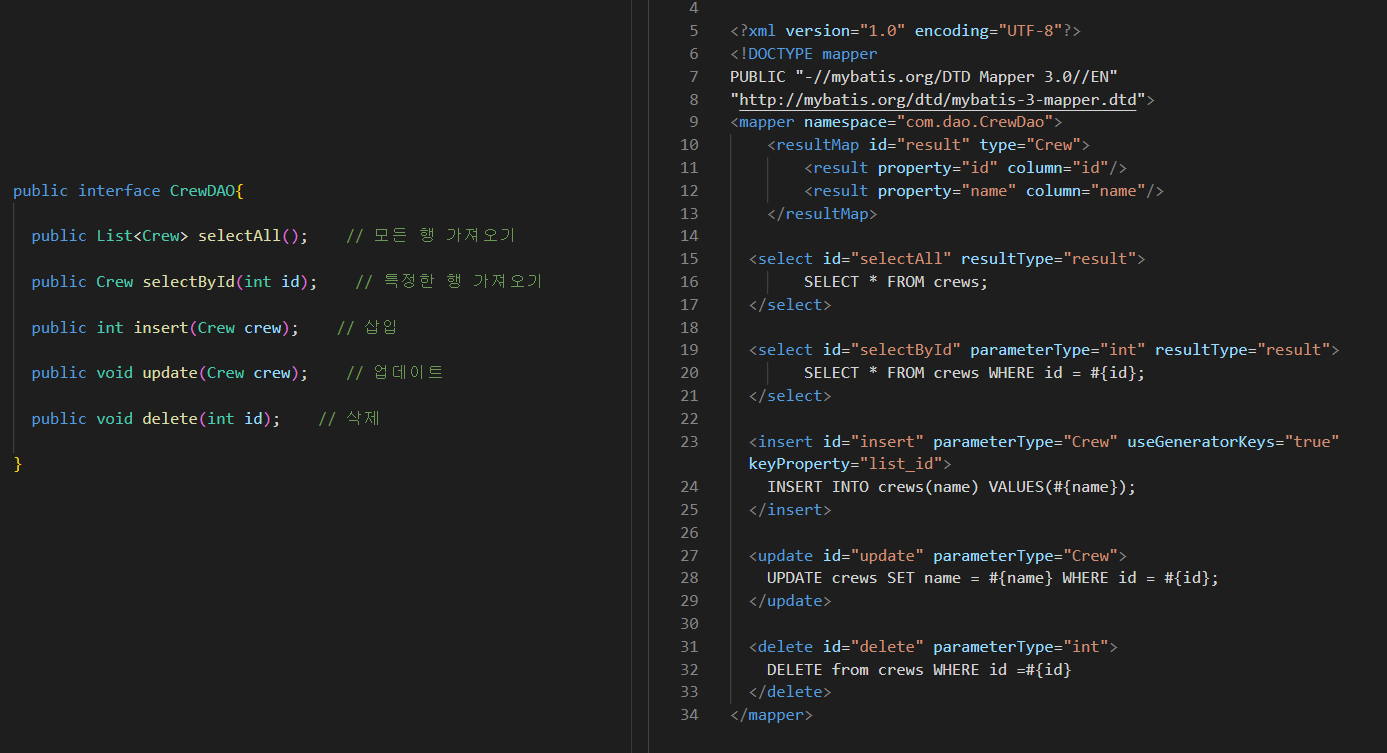 public interface CrewDAO{
public List<Crew> selectAll();    // 모든 행 가져오기
public Crew selectById(int id);    // 특정한 행 가져오기
public int insert(Crew crew);    // 삽입
public void update(Crew crew);    // 업데이트
public void delete(int id);    // 삭제
}
4
5 <?xml version="1.0" encoding="UTF-8"?>
6 <!DOCTYPE mapper
7 PUBLIC "-//mybatis.org/DTD Mapper 3.0//EN"
8 "http://mybatis.org/dtd/mybatis-3-mapper.dtd">
9 <mapper namespace="com.dao.CrewDao">
10 <resultMap id="result" type="Crew">
11 <result property="id" column="id"/>
12 <result property="name" column="name"/>
13 </resultMap>
14
15 <select id="selectAll" resultType="result">
16 SELECT * FROM crews;
17 </select>
18
19 <select id="selectById" parameterType="int" resultType="result">
20 SELECT * FROM crews WHERE id = #{id};
21 </select>
22
23 <insert id="insert" parameterType="Crew" useGeneratorKeys="true"
keyProperty="list_id">
24 INSERT INTO crews(name) VALUES(#{name});
25 </insert>
26
27 <update id="update" parameterType="Crew">
28 UPDATE crews SET name = #{name} WHERE id = #{id};
29 </update>
30
31 <delete id="delete" parameterType="int">
32 DELETE from crews WHERE id =#{id}
33 </delete>
34 </mapper>